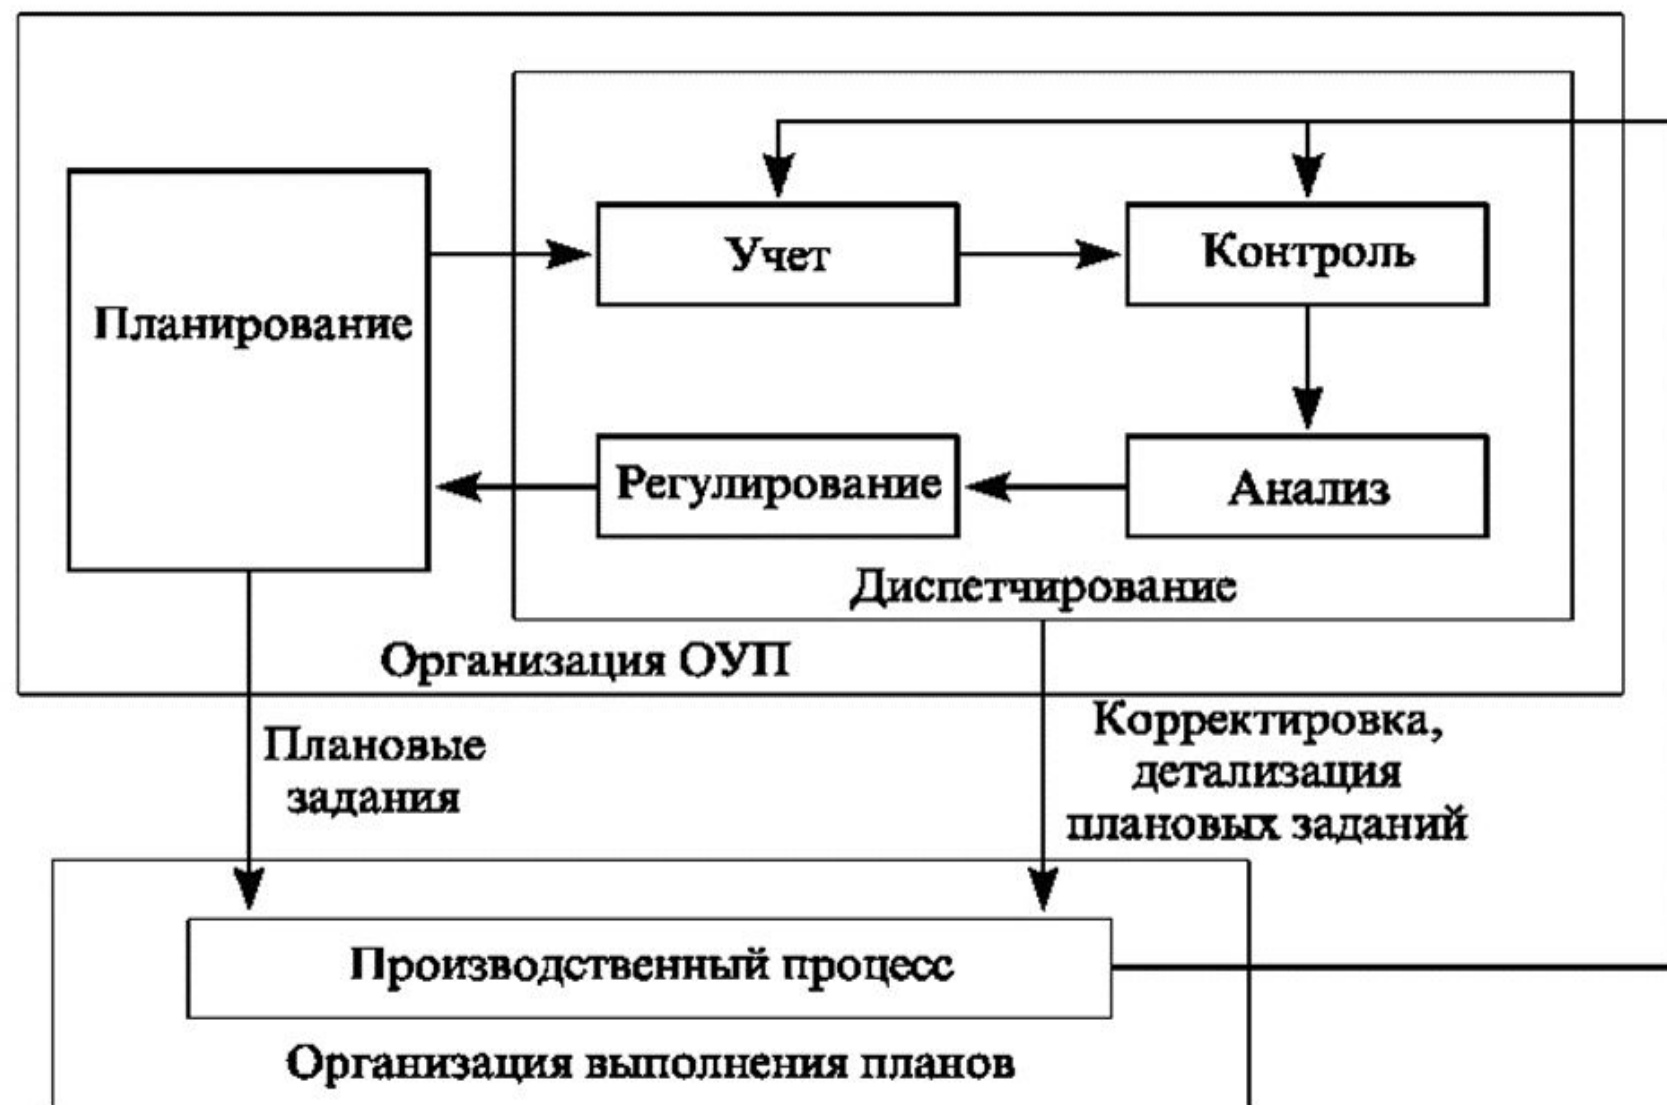 Учет
Контроль
Планирование
Регулирование
Анализ
Диспетчирование
Организация ОУП
Плановые
задания
Корректировка,
детализация
плановых заданий
Производственный процесс
Организация выполнения планов